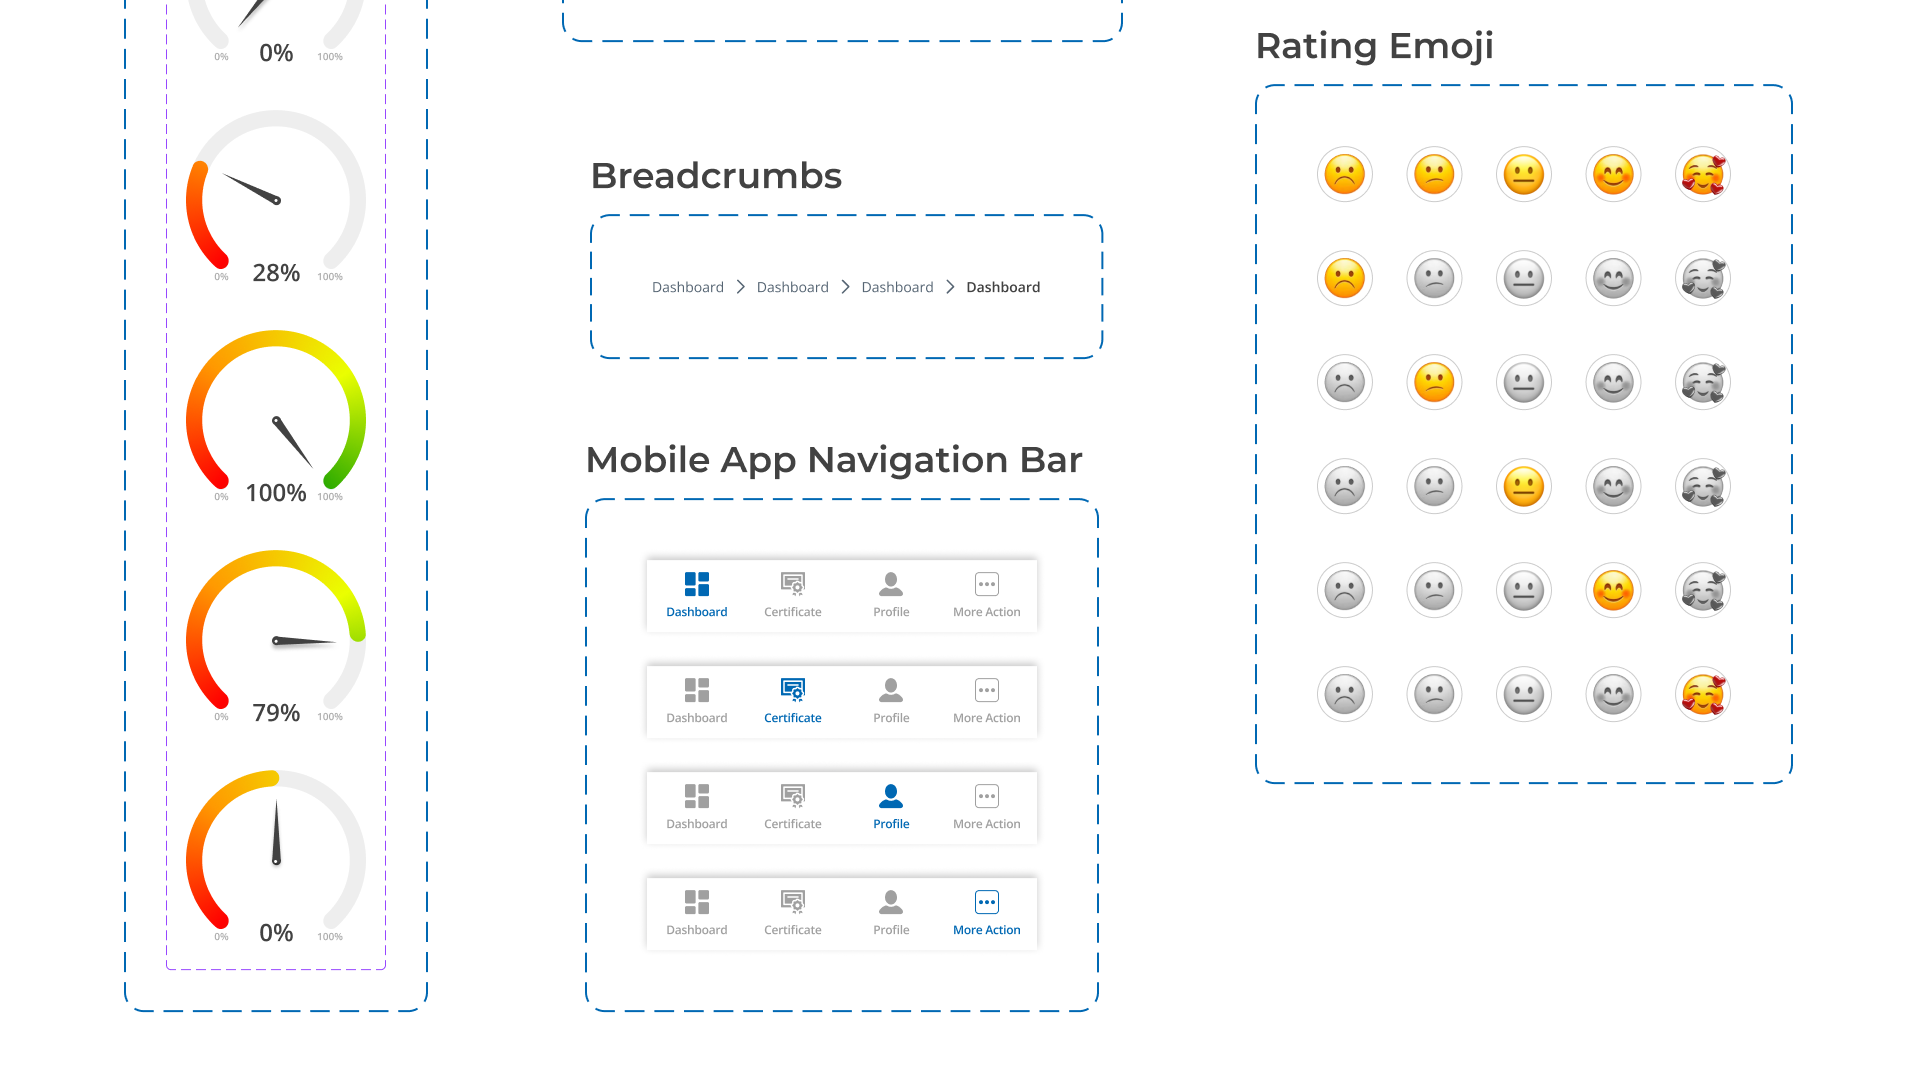 0%
0%
100%
28%
0%
100%
100%
0%
100%
79%
0%
100%
0%
0%
100%
Breadcrumbs
Dashboard > Dashboard > Dashboard > Dashboard
Mobile App Navigation Bar
Dashboard Certificate Profile More Action
Dashboard Certificate Profile More Action
Dashboard Certificate Profile More Action
Dashboard Certificate Profile More Action
Rating Emoji